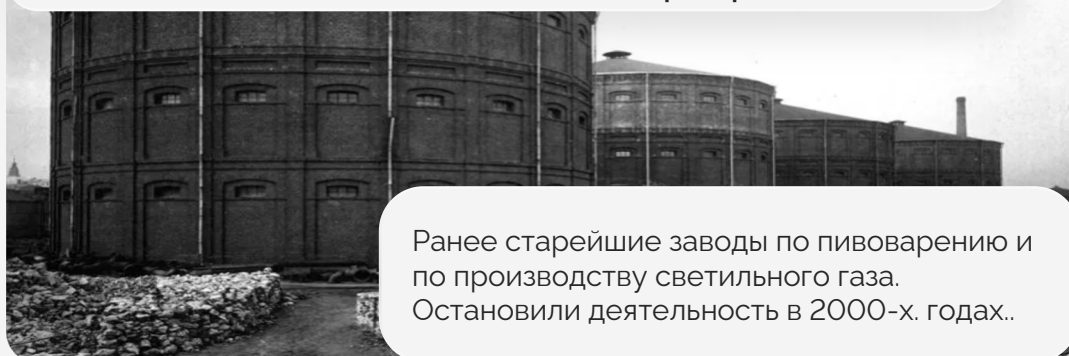 Ранее старейшие заводы по пивоварению и
по производству светильного газа.
Остановили деятельность в 2000-х. годах..